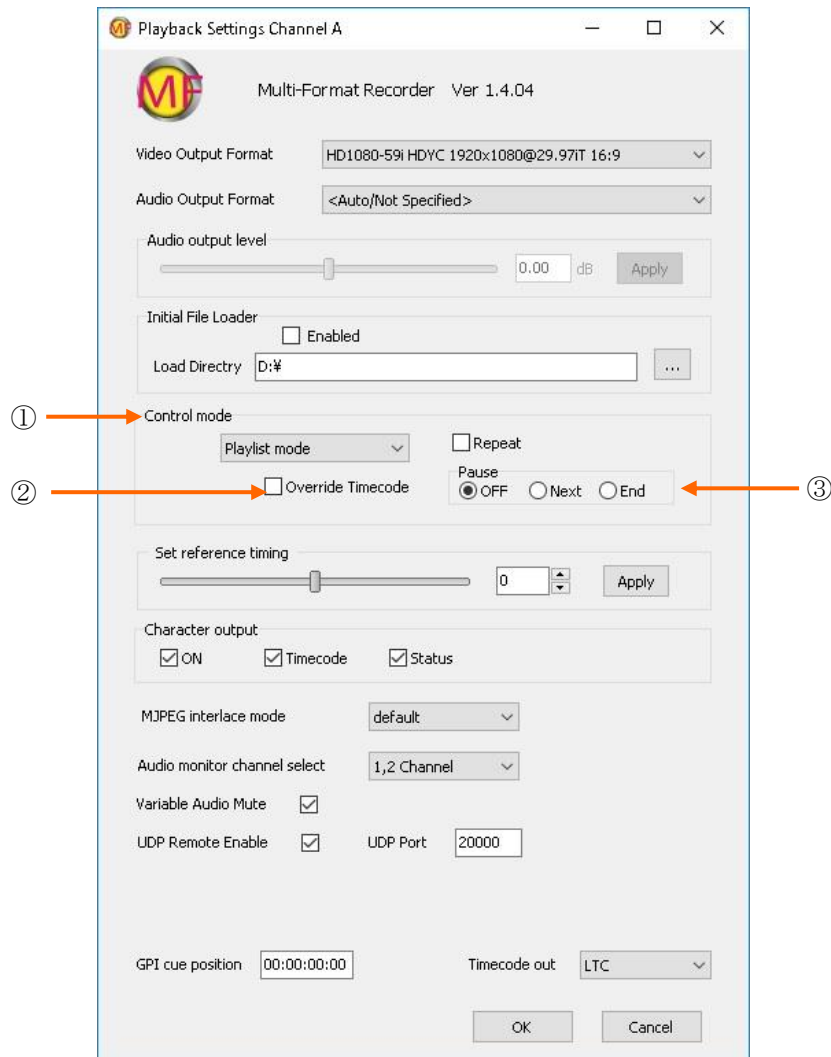 Playback Settings Channel A
MF
Multi-Format Recorder Ver 1.4.04
Video Output Format HD1080-59i HDYC 1920x1080@29.97iT 16:9
Audio Output Format <Auto/Not Specified>
Audio output level
0.00 dB Apply
Initial File Loader
Enabled
Load Directry D:¥ ...
① Control mode
Playlist mode Repeat
② Override Timecode
Pause
OFF Next End ③
Set reference timing
0 Apply
Character output
ON Timecode Status
MJPEG interlace mode default
Audio monitor channel select 1,2 Channel
Variable Audio Mute
UDP Remote Enable UDP Port 20000
GPI cue position 00:00:00:00 Timecode out LTC
OK Cancel